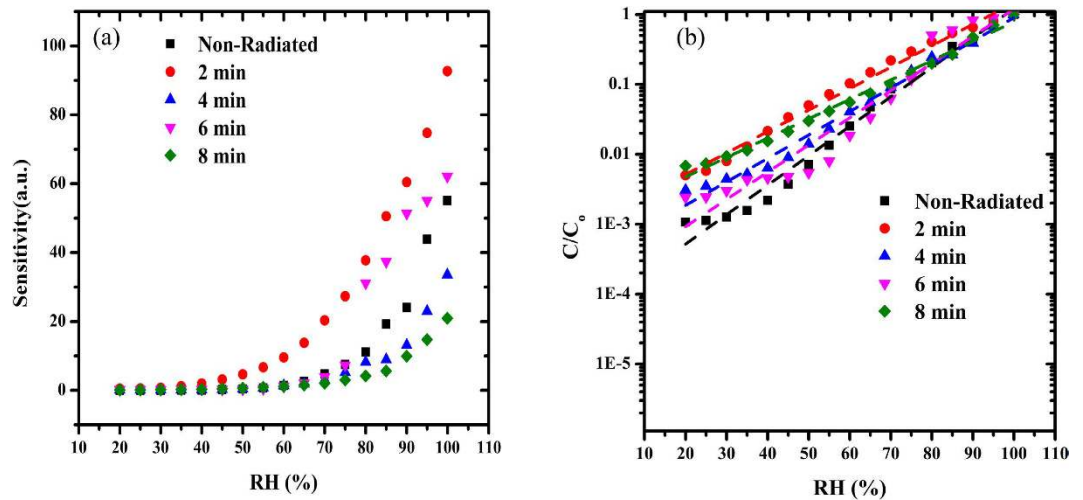 (a)
Non-Radiated
2 min
4 min
6 min
8 min
100
80
60
40
20
0
Sensitivity(a.u.)
10 20 30 40 50 60 70 80 90 100 110
RH (%)
(b)
1
0.1
0.01
1E-3
1E-4
1E-5
C/Co
Non-Radiated
2 min
4 min
6 min
8 min
10 20 30 40 50 60 70 80 90 100 110
RH (%)